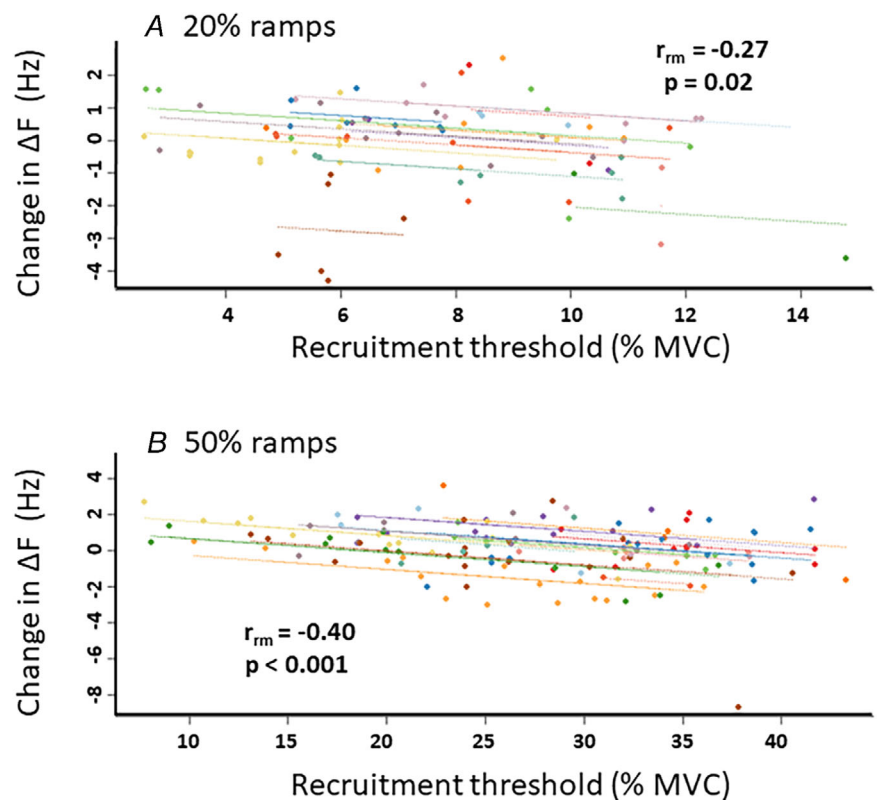 A 20% ramps
r_rm = -0.27
p = 0.02
Change in ΔF (Hz)
2
1
0
-1
-2
-3
-4
4 6 8 10 12 14
Recruitment threshold (% MVC)
B 50% ramps
Change in ΔF (Hz)
4
2
0
-2
-4
-6
-8
r_rm = -0.40
p < 0.001
10 15 20 25 30 35 40
Recruitment threshold (% MVC)